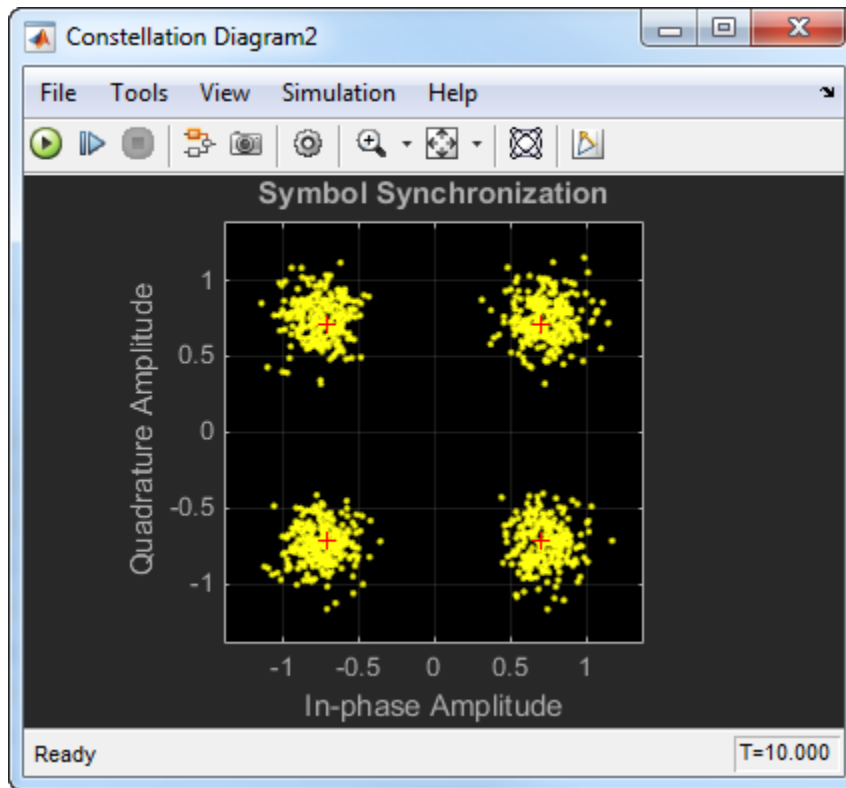 Constellation Diagram2
File Tools View Simulation Help
Symbol Synchronization
Quadrature Amplitude
1
0.5
0
-0.5
-1
-1 -0.5 0 0.5 1
In-phase Amplitude
Ready T=10.000